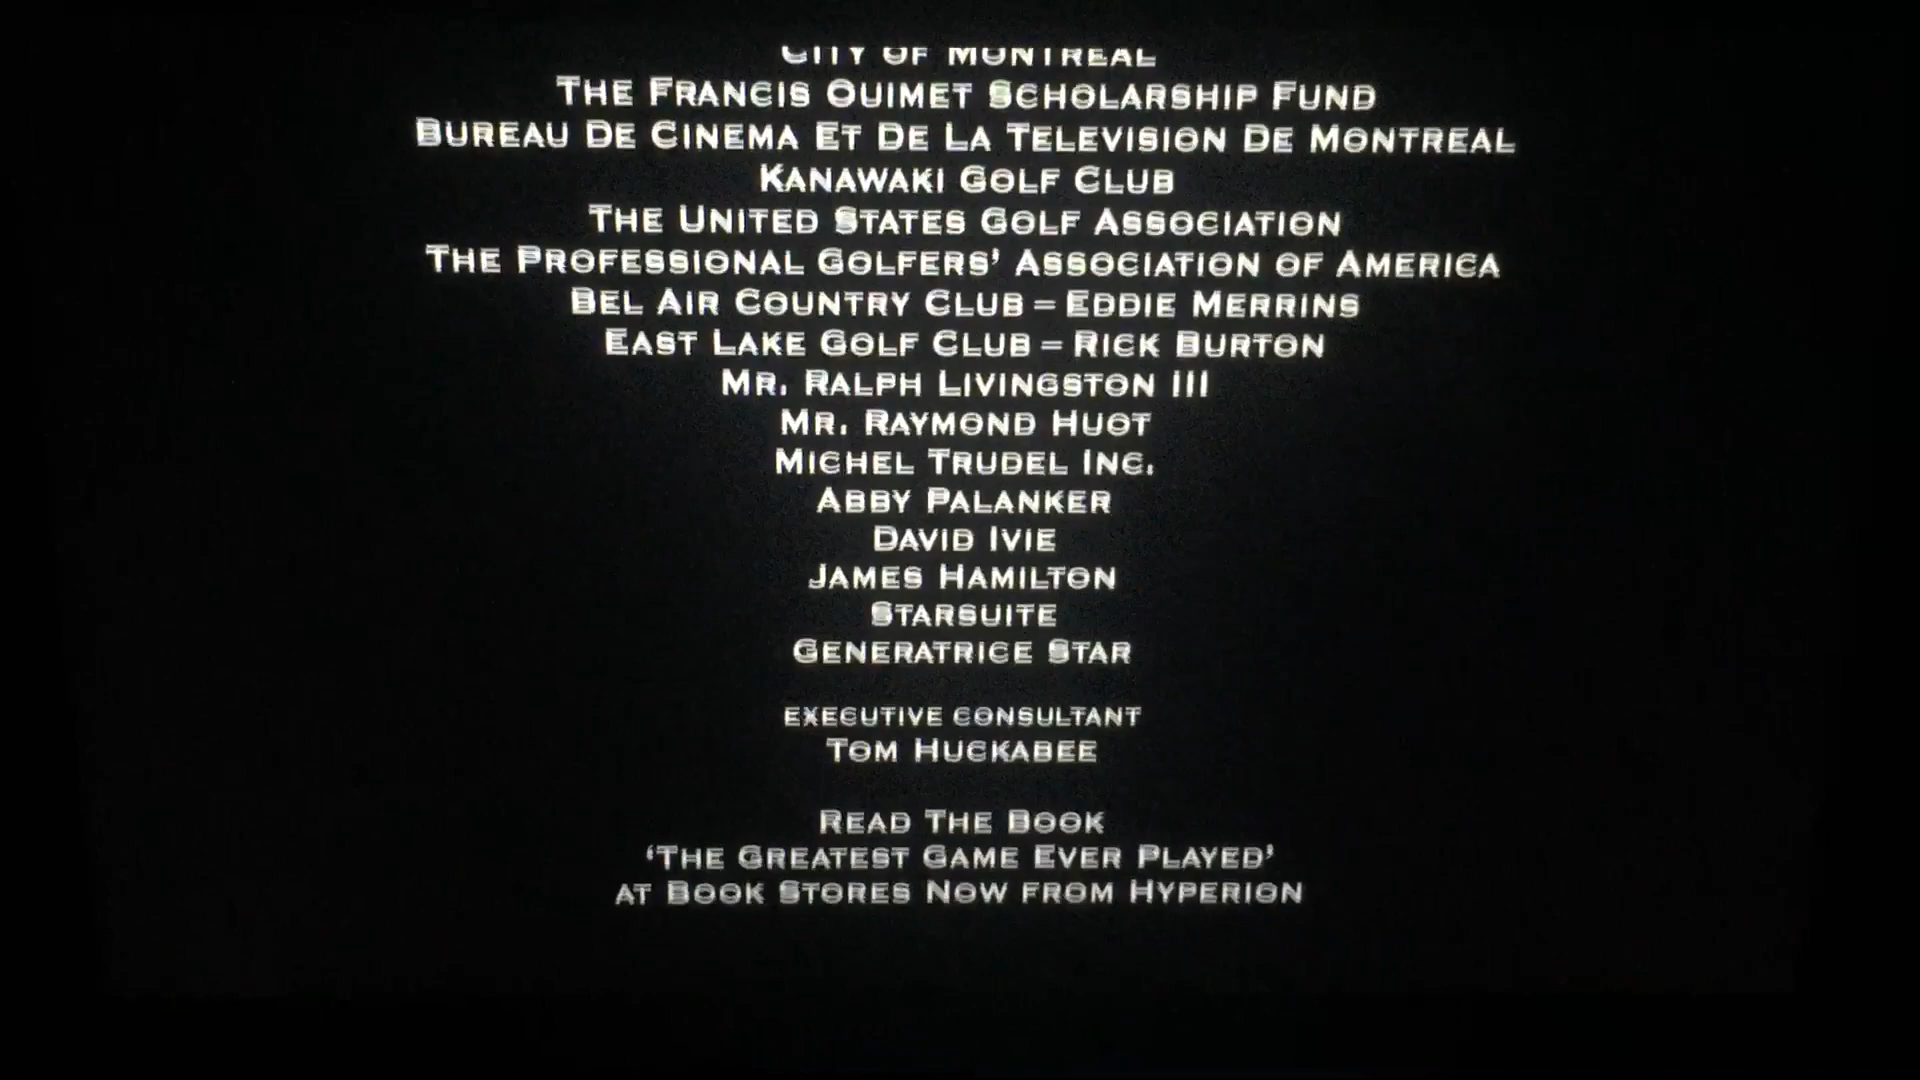 CITY OF MONTREAL
THE FRANCIS OUIMET SCHOLARSHIP FUND
BUREAU DE CINEMA ET DE LA TELEVISION DE MONTREAL
KANAWAKI GOLF CLUB
THE UNITED STATES GOLF ASSOCIATION
THE PROFESSIONAL GOLFERS' ASSOCIATION OF AMERICA
BEL AIR COUNTRY CLUB – EDDIE MERRINS
EAST LAKE GOLF CLUB – RICK BURTON
MR. RALPH LIVINGSTON III
MR. RAYMOND HUOT
MICHEL TRUDEL INC.
ABBY PALANKER
DAVID IVIE
JAMES HAMILTON
STARSUITE
GENERATRICE STAR
EXECUTIVE CONSULTANT
TOM HUCKABEE
READ THE BOOK
‘THE GREATEST GAME EVER PLAYED’
AT BOOK STORES NOW FROM HYPERION